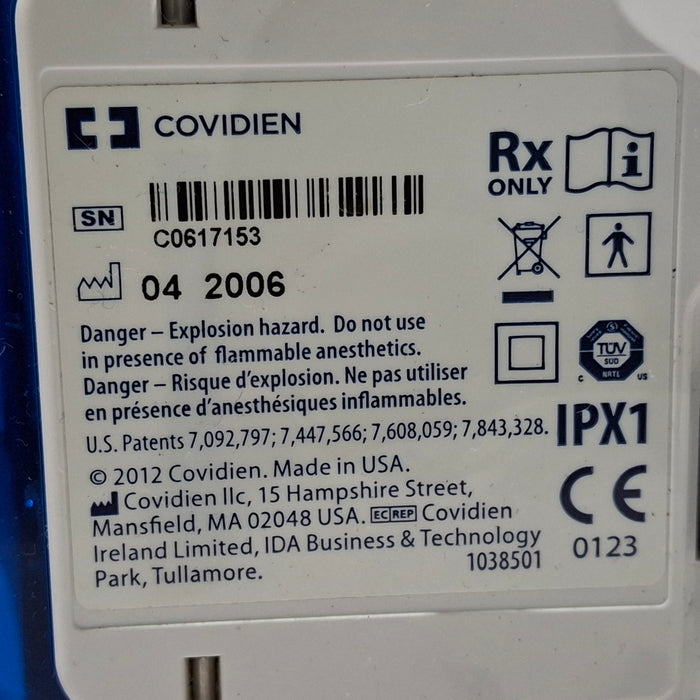 COVIDIEN
Rx
ONLY
i
SN
C0617153
04 2006
Danger – Explosion hazard. Do not use
in presence of flammable anesthetics.
Danger – Risque d'explosion. Ne pas utiliser
en présence d'anesthésiques inflammables.
TÜV
SÜD
NRTL
C US
U.S. Patents 7,092,797; 7,447,566; 7,608,059; 7,843,328.
IPX1
© 2012 Covidien. Made in USA.
Covidien llc, 15 Hampshire Street,
Mansfield, MA 02048 USA. EC REP Covidien
Ireland Limited, IDA Business & Technology
Park, Tullamore.
1038501
CE
0123